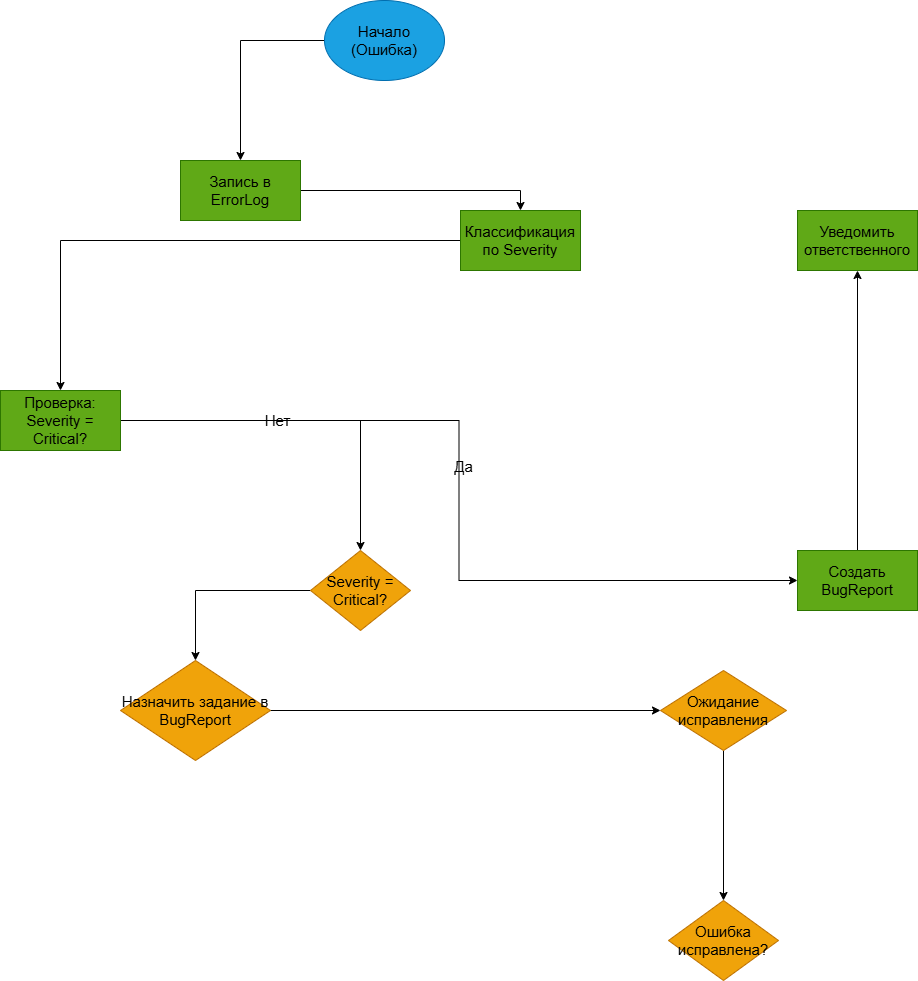 Начало
(Ошибка)
Запись в
ErrorLog
Классификация
по Severity
Уведомить
ответственного
Проверка:
Severity =
Critical?
Нет
Да
Severity =
Critical?
Создать
BugReport
Назначить задание в
BugReport
Ожидание
исправления
Ошибка
исправлена?